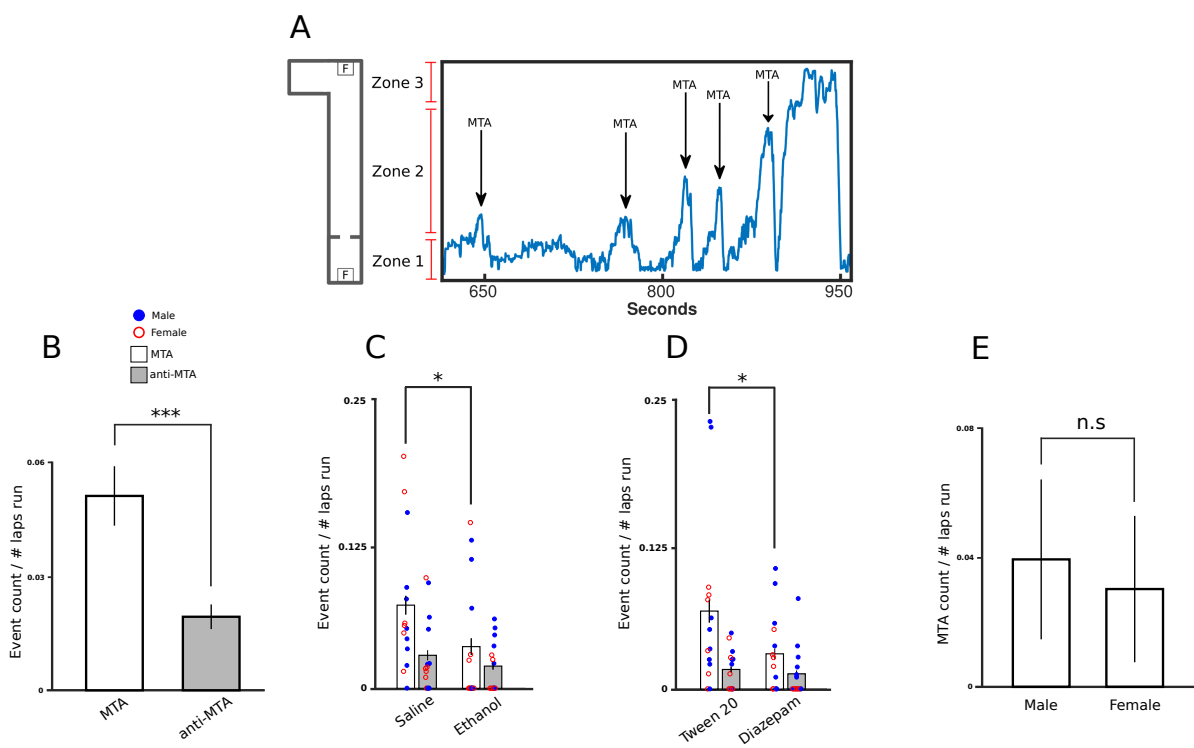 A
F
F
Zone 3
Zone 2
Zone 1
MTA
MTA
MTA
MTA
MTA
650
800
950
Seconds
Male
Female
MTA
anti-MTA
B
***
Event count / # laps run
0.06
0.03
0
MTA
anti-MTA
C
*
Event count / # laps run
0.25
0.125
0
Saline
Ethanol
D
*
Event count / # laps run
0.25
0.125
0
Tween 20
Diazepam
E
n.s
MTA count / # laps run
0.08
0.04
0
Male
Female